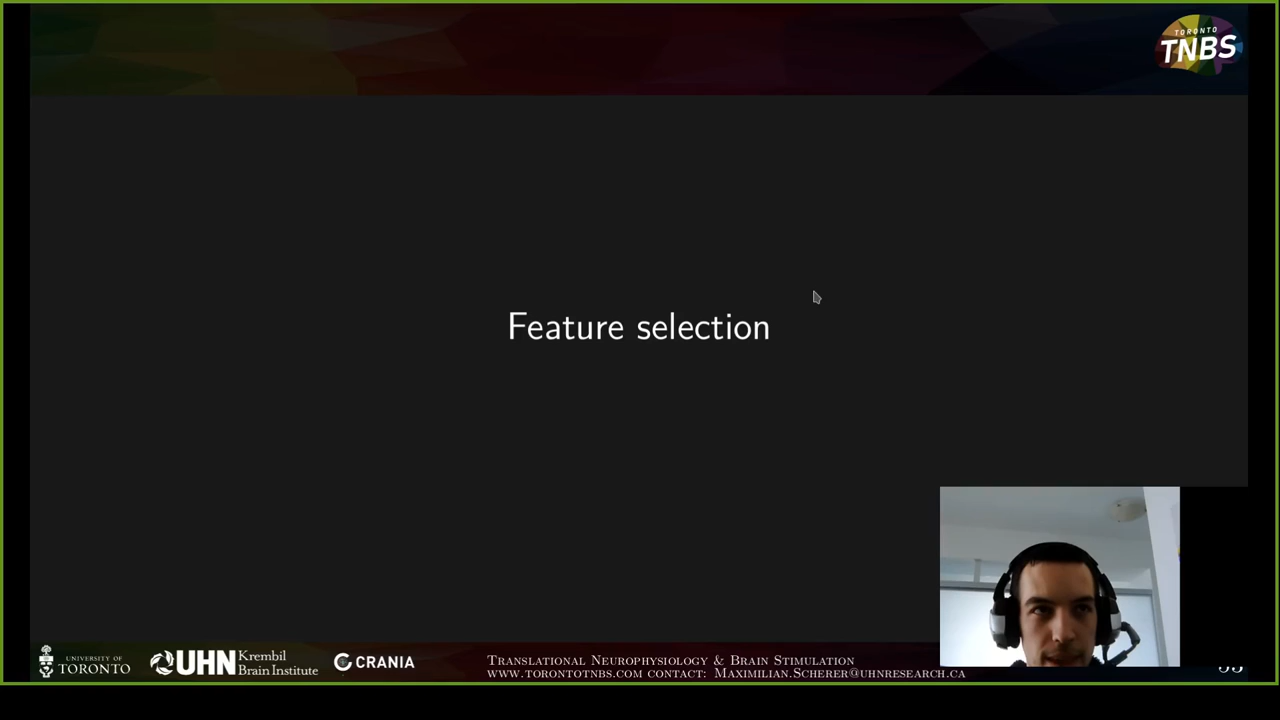 TORONTO
TNBS
Feature selection
UNIVERSITY OF
TORONTO
UHN Krembil
Brain Institute
CRANIA
Translational Neurophysiology & Brain Stimulation
www.torontotnbs.com contact: Maximilian.Scherer@uhnresearch.ca